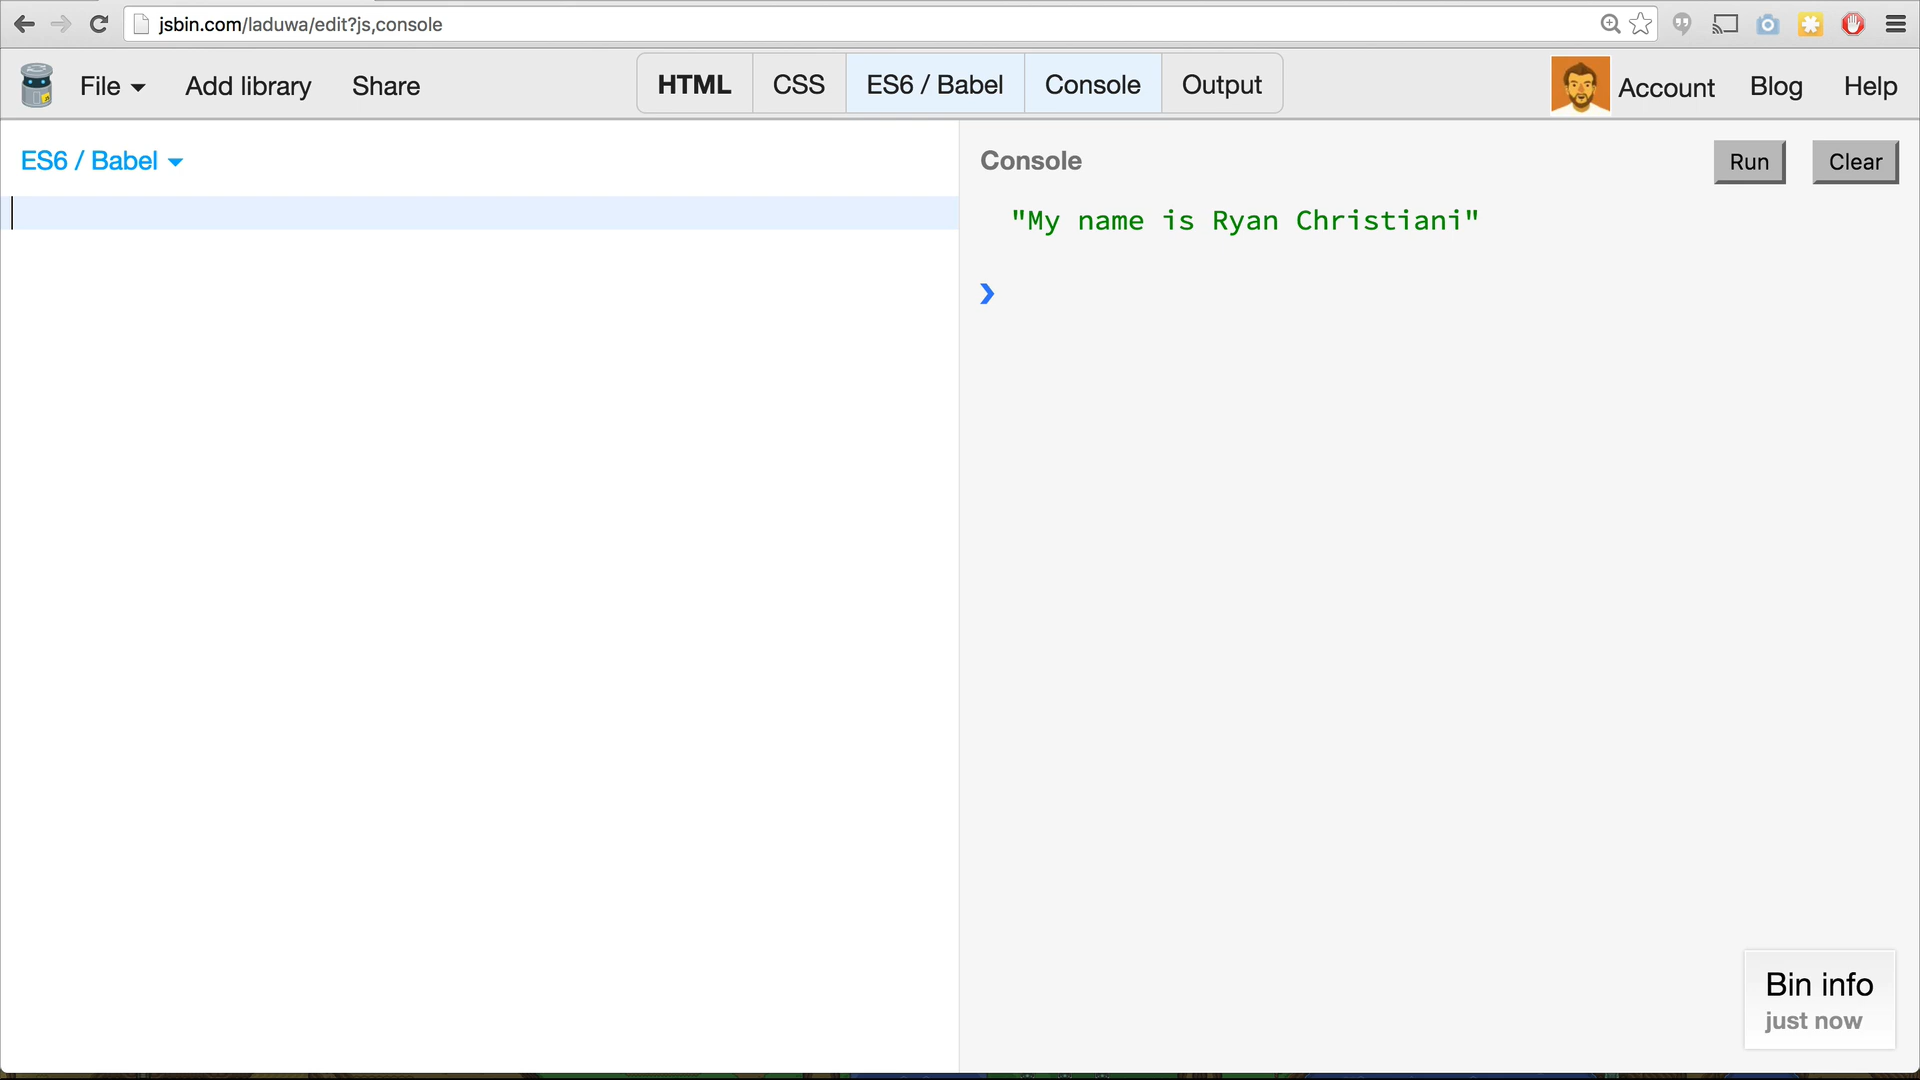 jsbin.com/laduwa/edit?js,console
File Add library Share HTML CSS ES6 / Babel Console Output Account Blog Help
ES6 / Babel
Console Run Clear
"My name is Ryan Christiani"
Bin info
just now